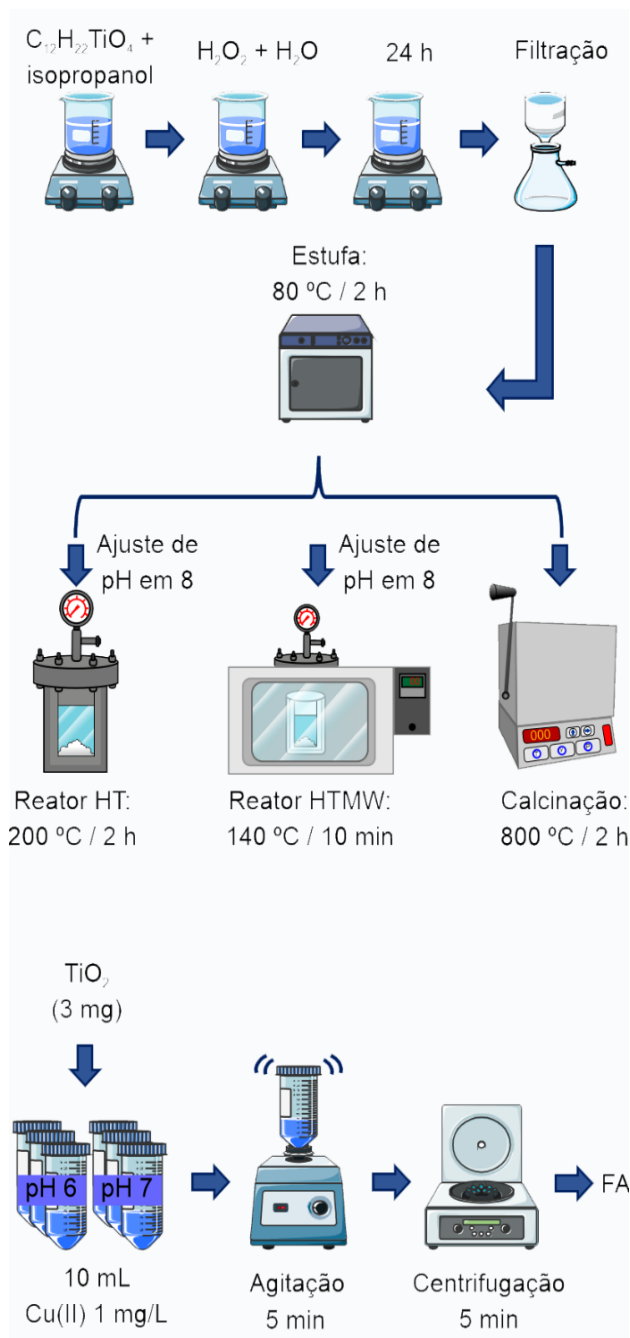 C₁₂H₂₂TiO₄ +
isopropanol
H₂O₂ + H₂O
24 h
Filtração
Estufa:
80 ºC / 2 h
Ajuste de
pH em 8
Ajuste de
pH em 8
000
Reator HT:
200 ºC / 2 h
Reator HTMW:
140 ºC / 10 min
Calcinação:
800 ºC / 2 h
TiO₂
(3 mg)
pH 6
pH 7
FA
10 mL
Cu(II) 1 mg/L
Agitação
5 min
Centrifugação
5 min